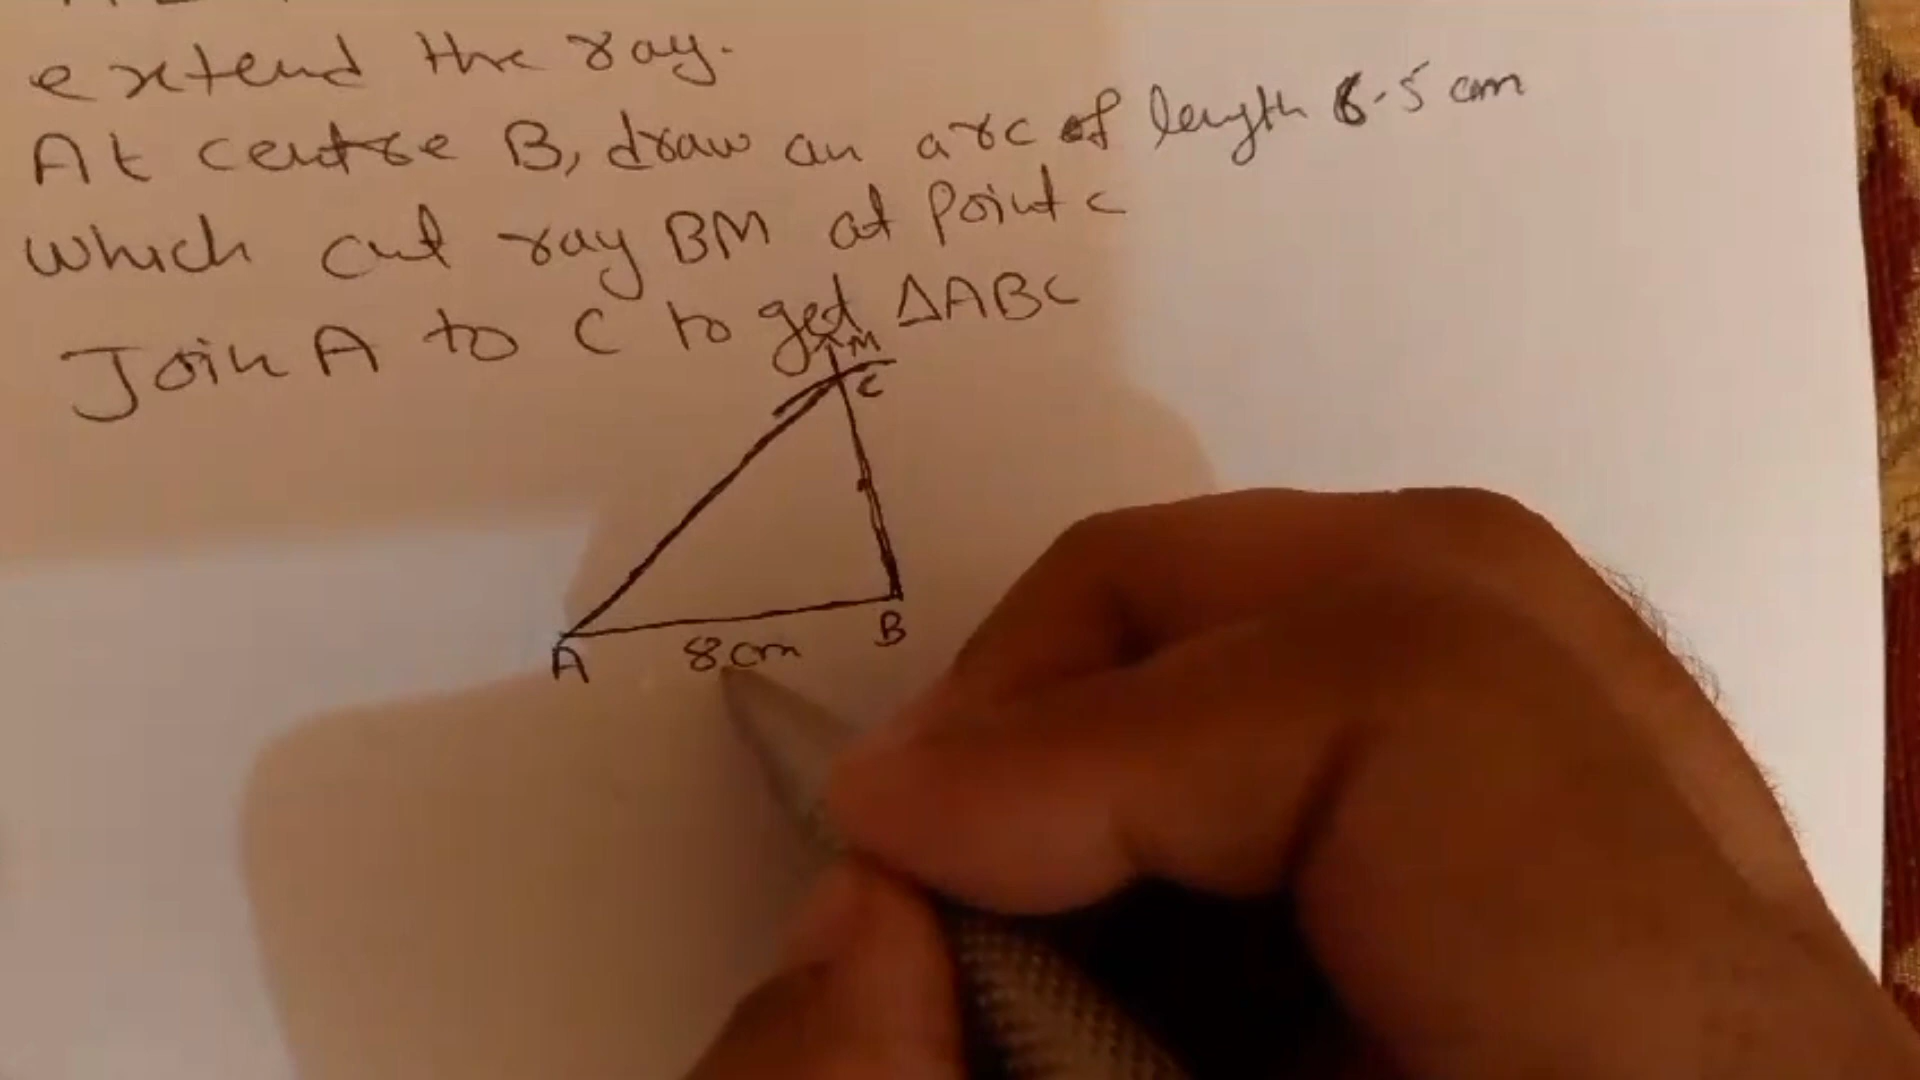 extend the ray.
At centre B, draw an arc of length 6.5 cm
which cut ray BM at point c
Join A to C to get ΔABC
M
C
B
A
8cm